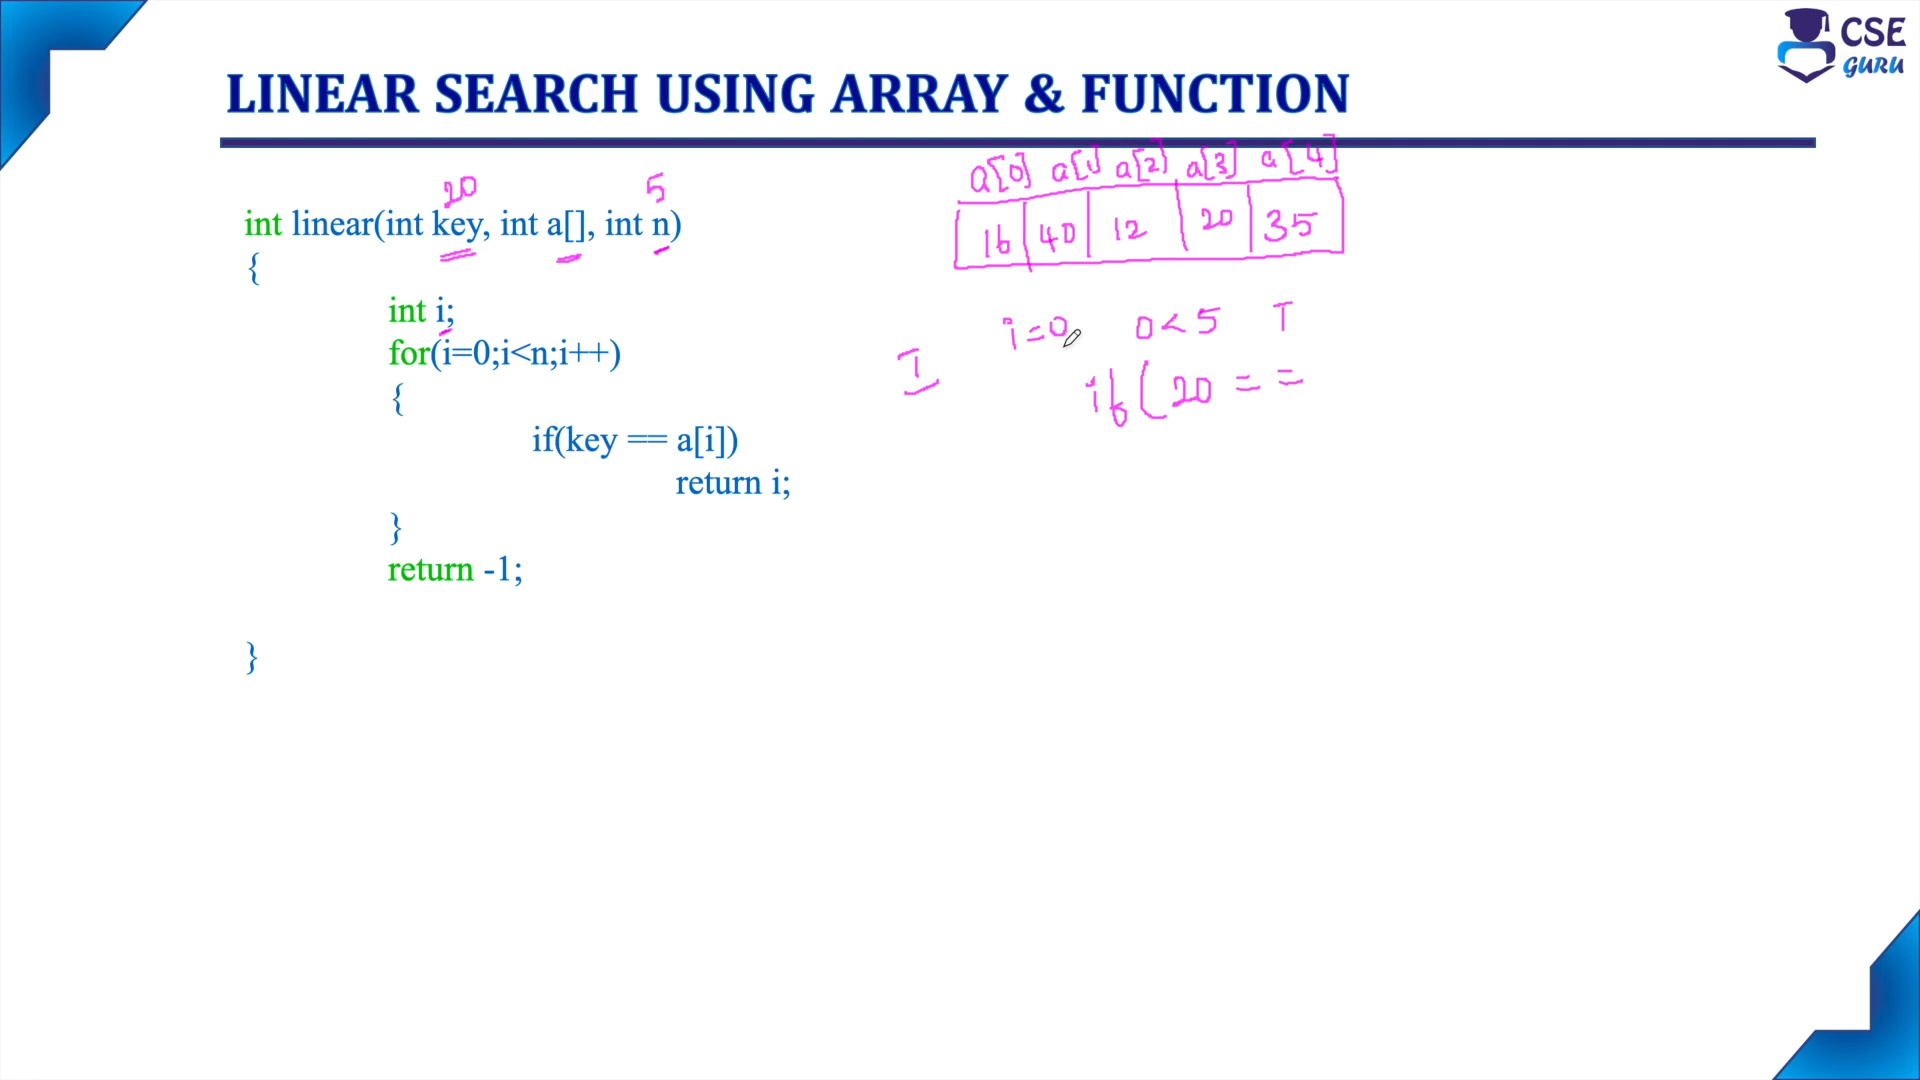 CSE
GURU
LINEAR SEARCH USING ARRAY & FUNCTION
a[0] a[1] a[2] a[3] a[4]
16 40 12 20 35
20 5
int linear(int key, int a[], int n)
{
int i;
for(i=0;i<n;i++)
{
if(key == a[i])
return i;
}
return -1;
}
I
i=0 0<5 T
if(20 ==